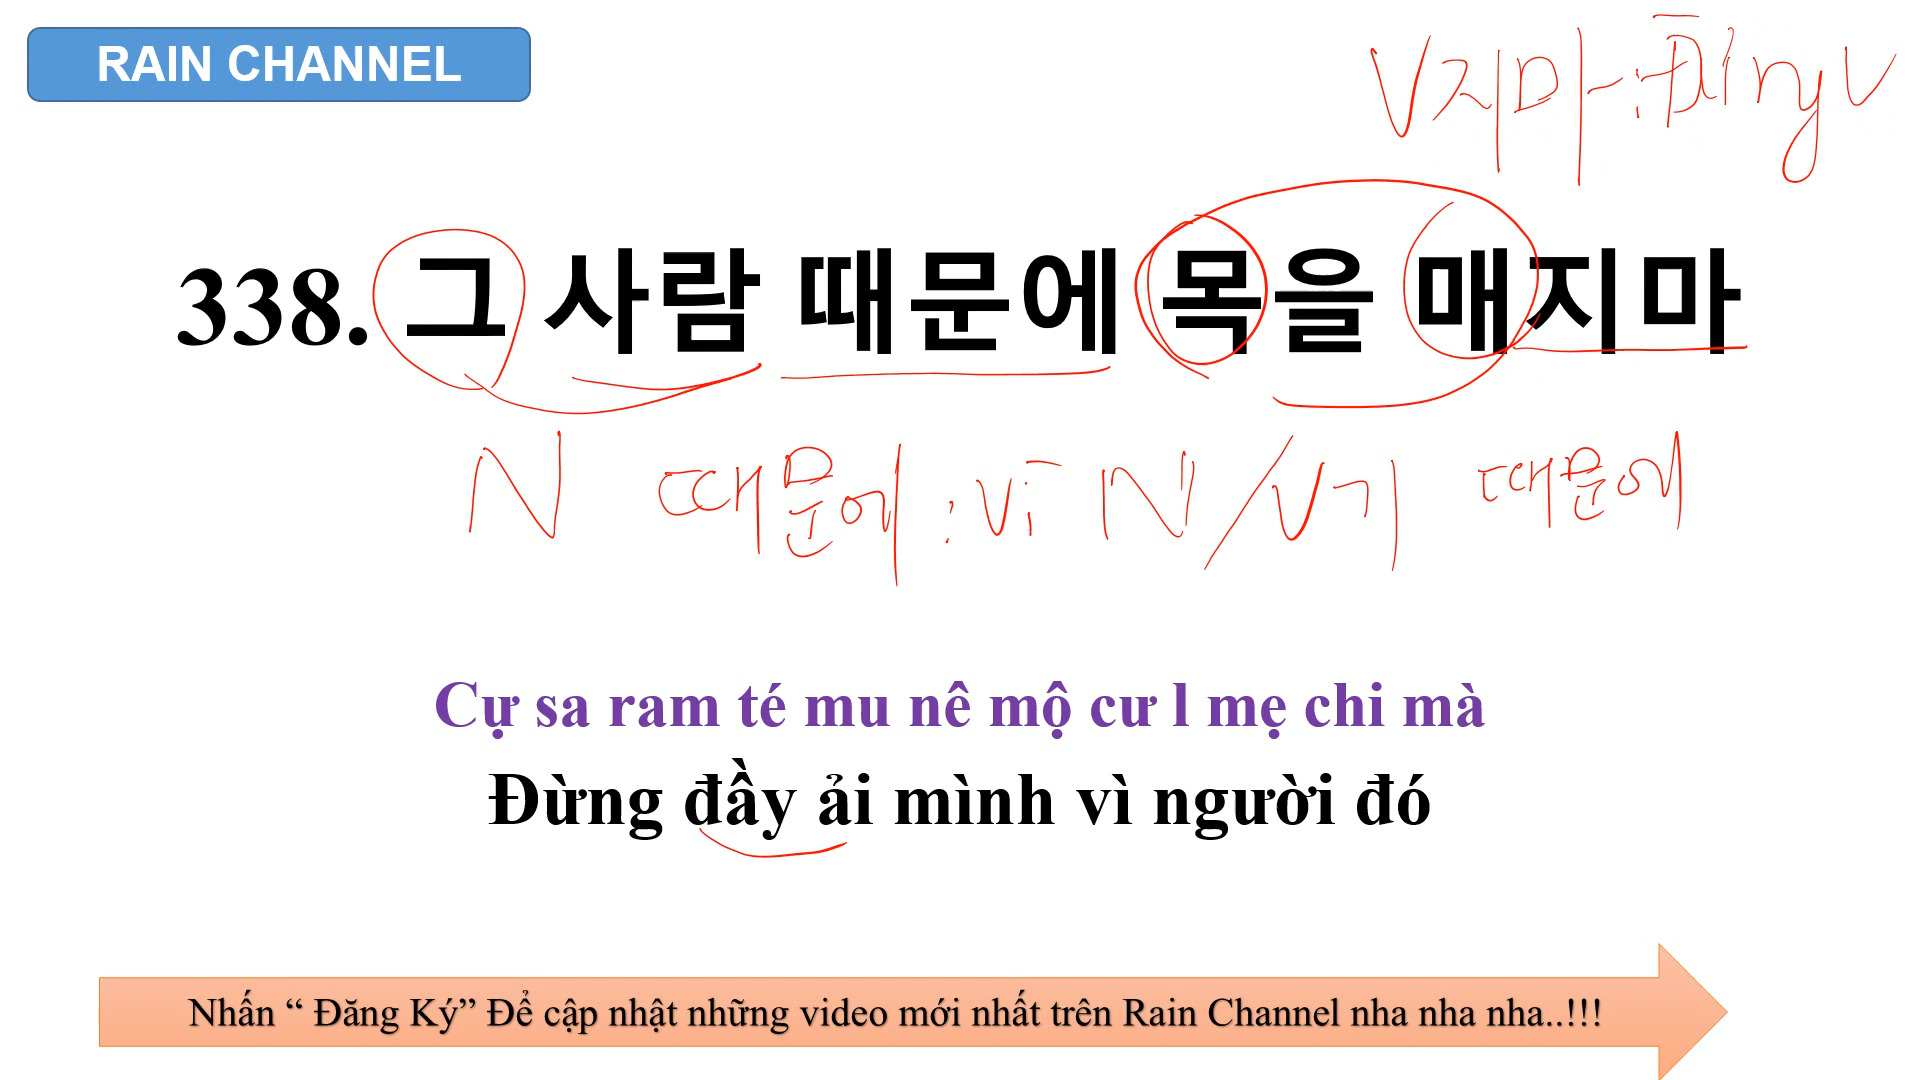 RAIN CHANNEL
V지마 : Đừng V
338. 그 사람 때문에 목을 매지마
N 때문에 : vì N / V기 때문에
Cự sa ram té mu nê mộ cư l mẹ chi mà
Đừng đầy ải mình vì người đó
Nhấn “ Đăng Ký” Để cập nhật những video mới nhất trên Rain Channel nha nha nha..!!!